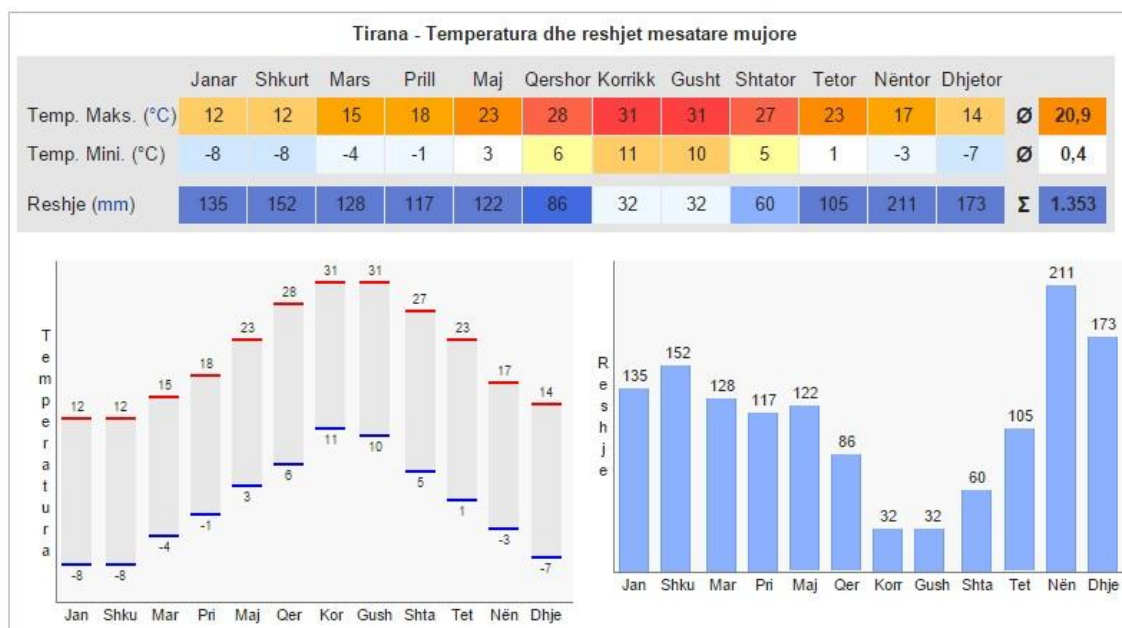 Tirana - Temperatura dhe reshjet mesatare mujore
Janar Shkurt Mars Prill Maj Qershor Korrikk Gusht Shtator Tetor Nëntor Dhjetor
Temp. Maks. (°C) 12 12 15 18 23 28 31 31 27 23 17 14 Ø 20,9
Temp. Mini. (°C) -8 -8 -4 -1 3 6 11 10 5 1 -3 -7 Ø 0,4
Reshje (mm) 135 152 128 117 122 86 32 32 60 105 211 173 Σ 1.353
Temperatura
12 12 15 18 23 28 31 31 27 23 17 14
-8 -8 -4 -1 3 6 11 10 5 1 -3 -7
Jan Shku Mar Pri Maj Qer Kor Gush Shta Tet Nën Dhje
Reshje
135 152 128 117 122 86 32 32 60 105 211 173
Jan Shku Mar Pri Maj Qer Korr Gush Shta Tet Nën Dhje